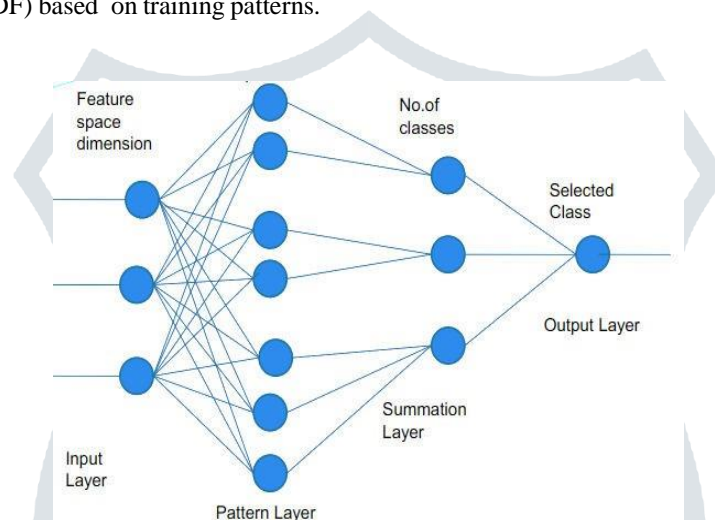 DF) based on training patterns.
Feature
space
dimension
No.of
classes
Selected
Class
Output Layer
Summation
Layer
Input
Layer
Pattern Layer